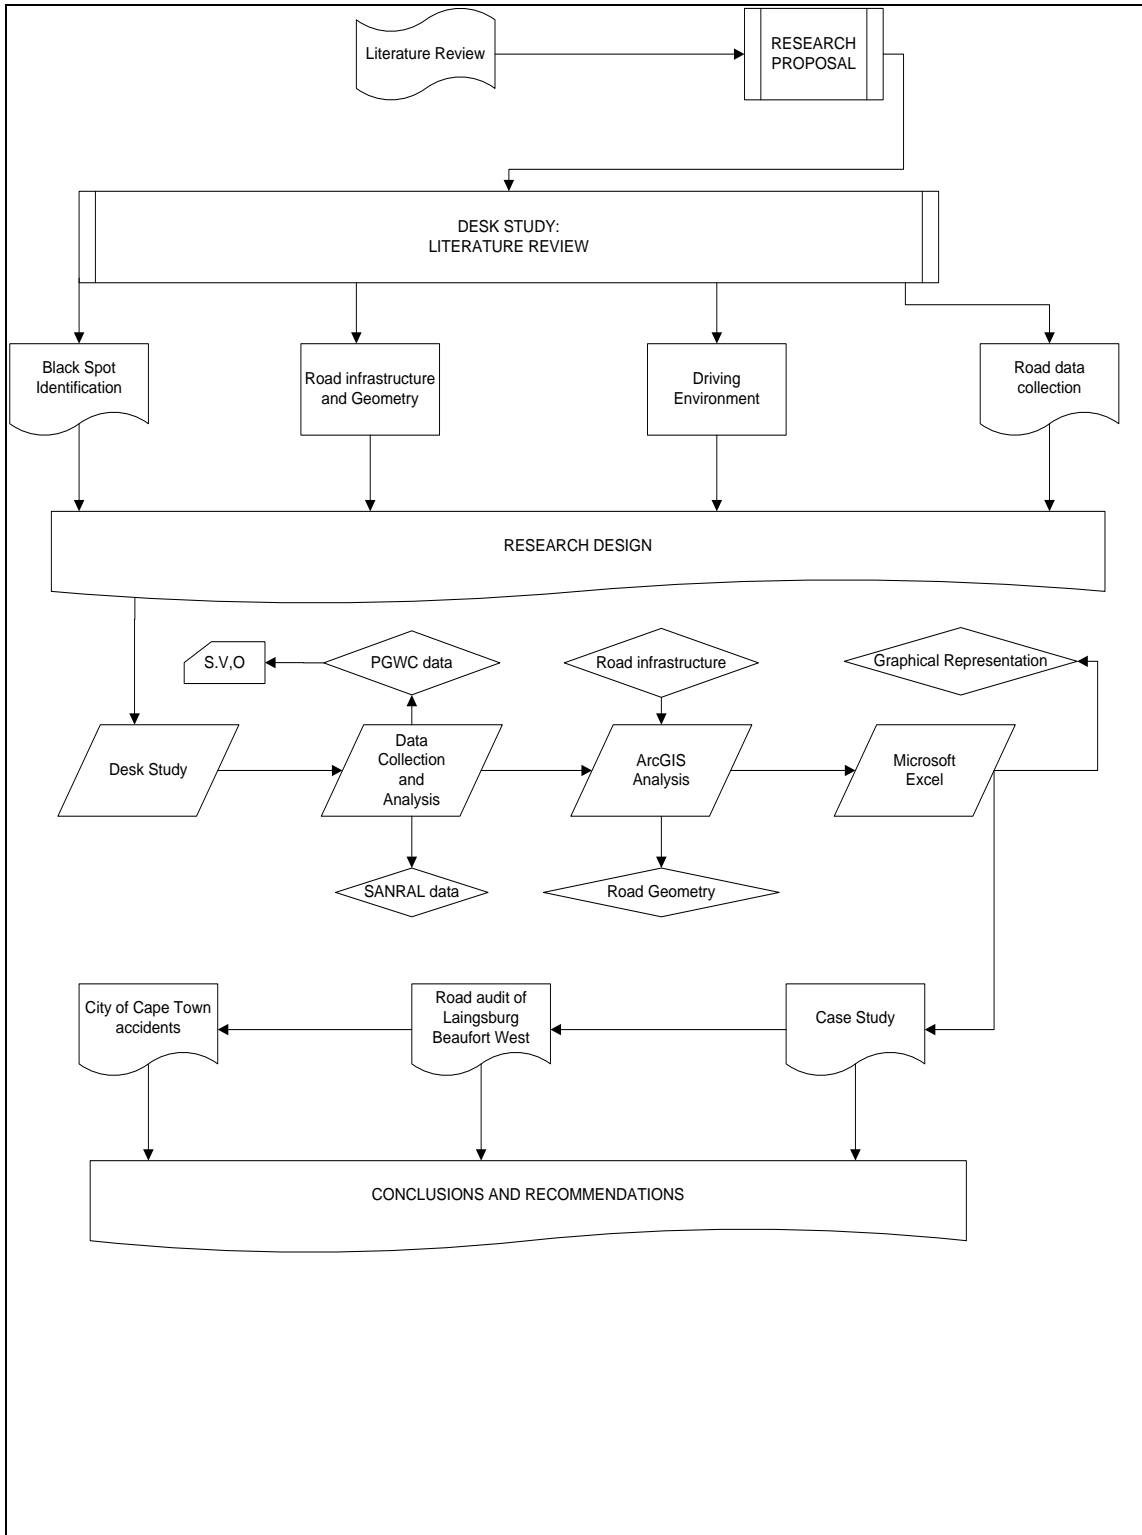 Literature Review
RESEARCH
PROPOSAL
DESK STUDY:
LITERATURE REVIEW
Black Spot
Identification
Road infrastructure
and Geometry
Driving
Environment
Road data
collection
RESEARCH DESIGN
S.V,O
PGWC data
Road infrastructure
Graphical Representation
Desk Study
Data
Collection
and
Analysis
ArcGIS
Analysis
Microsoft
Excel
SANRAL data
Road Geometry
City of Cape Town
accidents
Road audit of
Laingsburg
Beaufort West
Case Study
CONCLUSIONS AND RECOMMENDATIONS